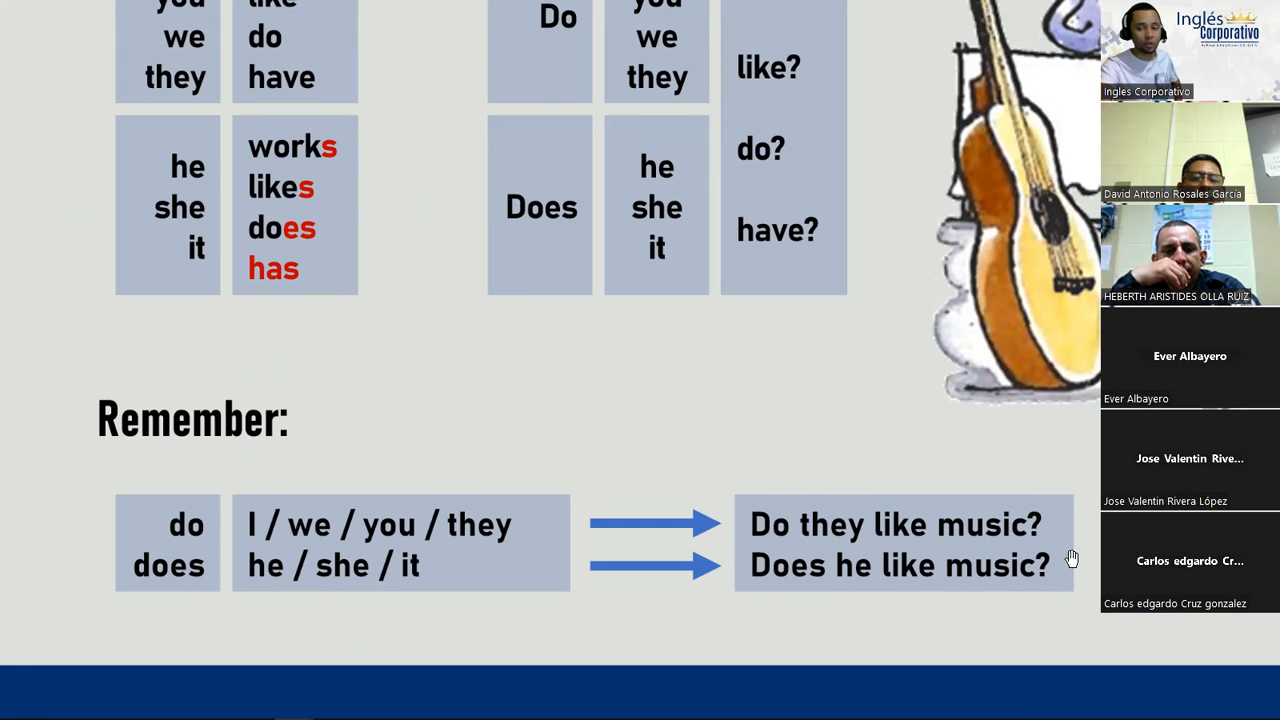 you
we
they
like
do
have
Do
you
we
they
like?
do?
have?
he
she
it
works
likes
does
has
Does
he
she
it
Remember:
do
does
I / we / you / they
he / she / it
Do they like music?
Does he like music?
Inglés
Corporativo
Ingles Corporativo
David Antonio Rosales Garcìa
HEBERTH ARISTIDES OLLA RUIZ
Ever Albayero
Ever Albayero
Jose Valentin Rive...
Jose Valentin Rivera López
Carlos edgardo Cr...
Carlos edgardo Cruz gonzalez